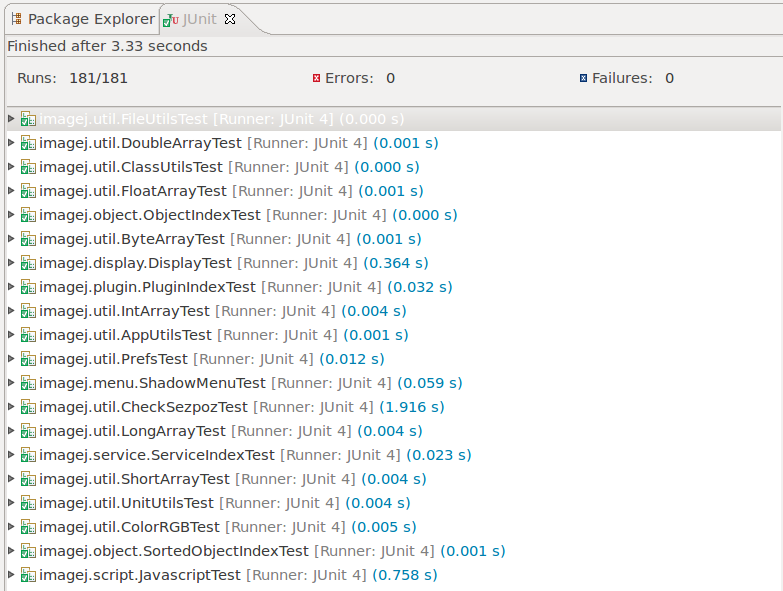 Package Explorer JUnit
Finished after 3.33 seconds
Runs: 181/181 Errors: 0 Failures: 0
imagej.util.FileUtilsTest [Runner: JUnit 4] (0.000 s)
imagej.util.DoubleArrayTest [Runner: JUnit 4] (0.001 s)
imagej.util.ClassUtilsTest [Runner: JUnit 4] (0.000 s)
imagej.util.FloatArrayTest [Runner: JUnit 4] (0.001 s)
imagej.object.ObjectIndexTest [Runner: JUnit 4] (0.000 s)
imagej.util.ByteArrayTest [Runner: JUnit 4] (0.001 s)
imagej.display.DisplayTest [Runner: JUnit 4] (0.364 s)
imagej.plugin.PluginIndexTest [Runner: JUnit 4] (0.032 s)
imagej.util.IntArrayTest [Runner: JUnit 4] (0.004 s)
imagej.util.AppUtilsTest [Runner: JUnit 4] (0.001 s)
imagej.util.PrefsTest [Runner: JUnit 4] (0.012 s)
imagej.menu.ShadowMenuTest [Runner: JUnit 4] (0.059 s)
imagej.util.CheckSezpozTest [Runner: JUnit 4] (1.916 s)
imagej.util.LongArrayTest [Runner: JUnit 4] (0.004 s)
imagej.service.ServiceIndexTest [Runner: JUnit 4] (0.023 s)
imagej.util.ShortArrayTest [Runner: JUnit 4] (0.004 s)
imagej.util.UnitUtilsTest [Runner: JUnit 4] (0.004 s)
imagej.util.ColorRGBTest [Runner: JUnit 4] (0.005 s)
imagej.object.SortedObjectIndexTest [Runner: JUnit 4] (0.001 s)
imagej.script.JavascriptTest [Runner: JUnit 4] (0.758 s)